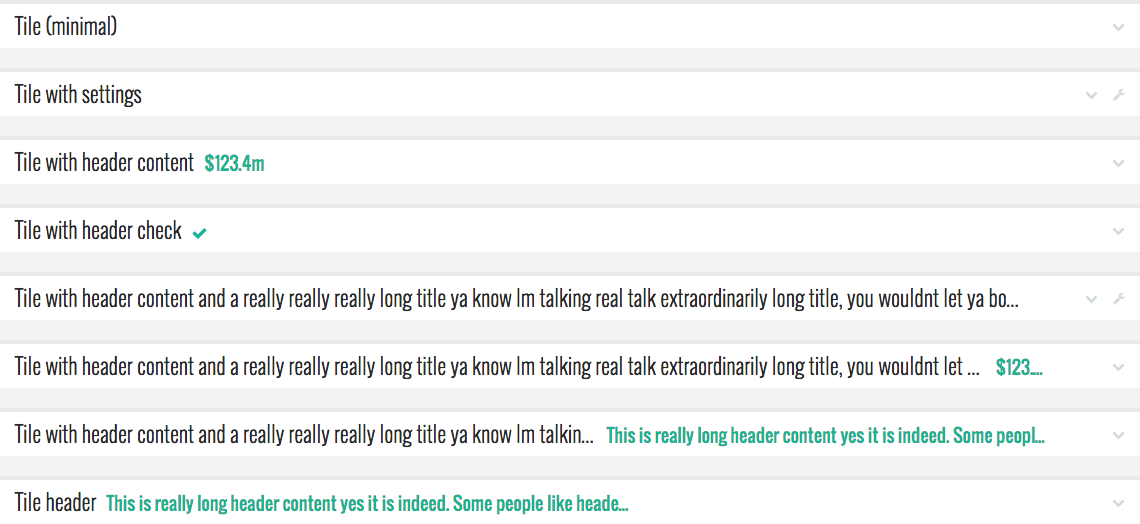 Tile (minimal)
Tile with settings
Tile with header content $123.4m
Tile with header check
Tile with header content and a really really really long title ya know Im talking real talk extraordinarily long title, you wouldnt let ya bo...
Tile with header content and a really really really long title ya know Im talking real talk extraordinarily long title, you wouldnt let ... $123....
Tile with header content and a really really really long title ya know Im talkin... This is really long header content yes it is indeed. Some peopl...
Tile header This is really long header content yes it is indeed. Some people like heade...